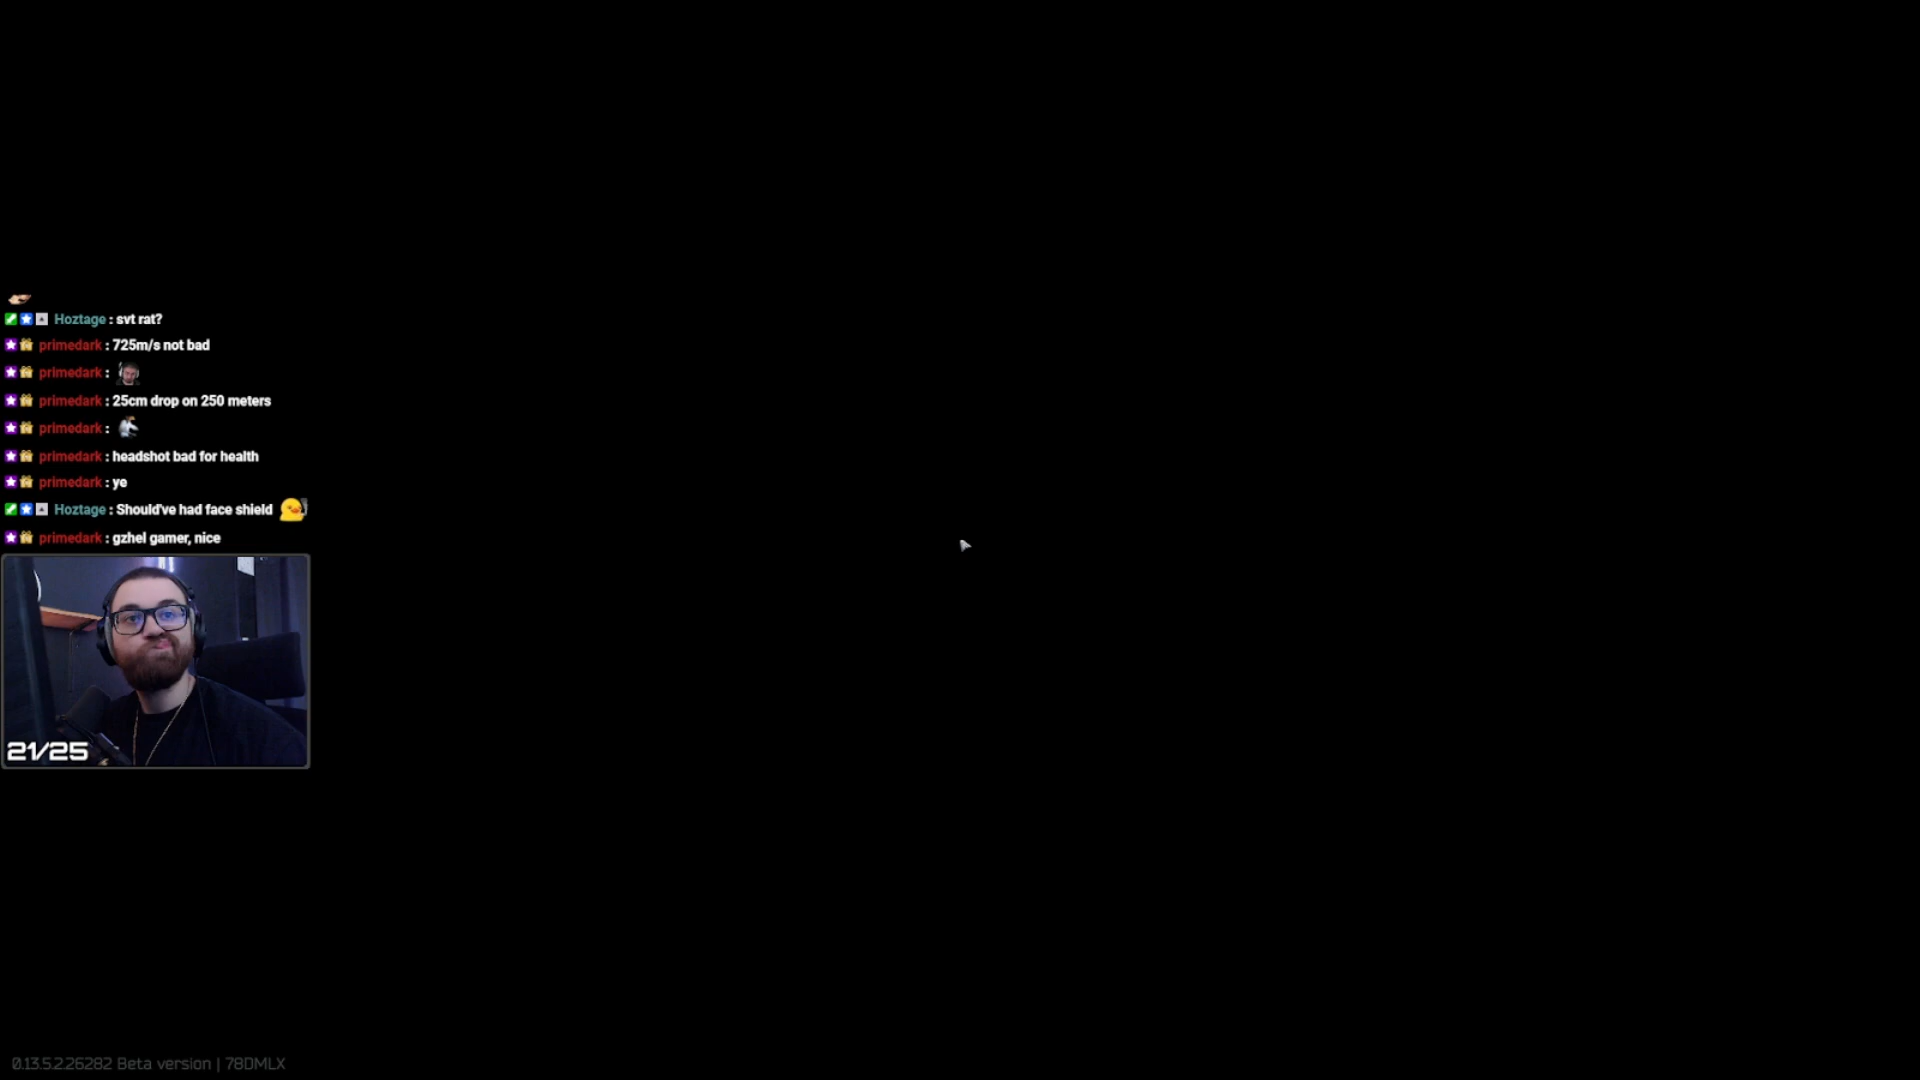 Hoztage : svt rat?
primedark : 725m/s not bad
primedark :
primedark : 25cm drop on 250 meters
primedark :
primedark : headshot bad for health
primedark : ye
Hoztage : Should've had face shield
primedark : gzhel gamer, nice
21/25
0.13.5.2.26282 Beta version | 78DMLX